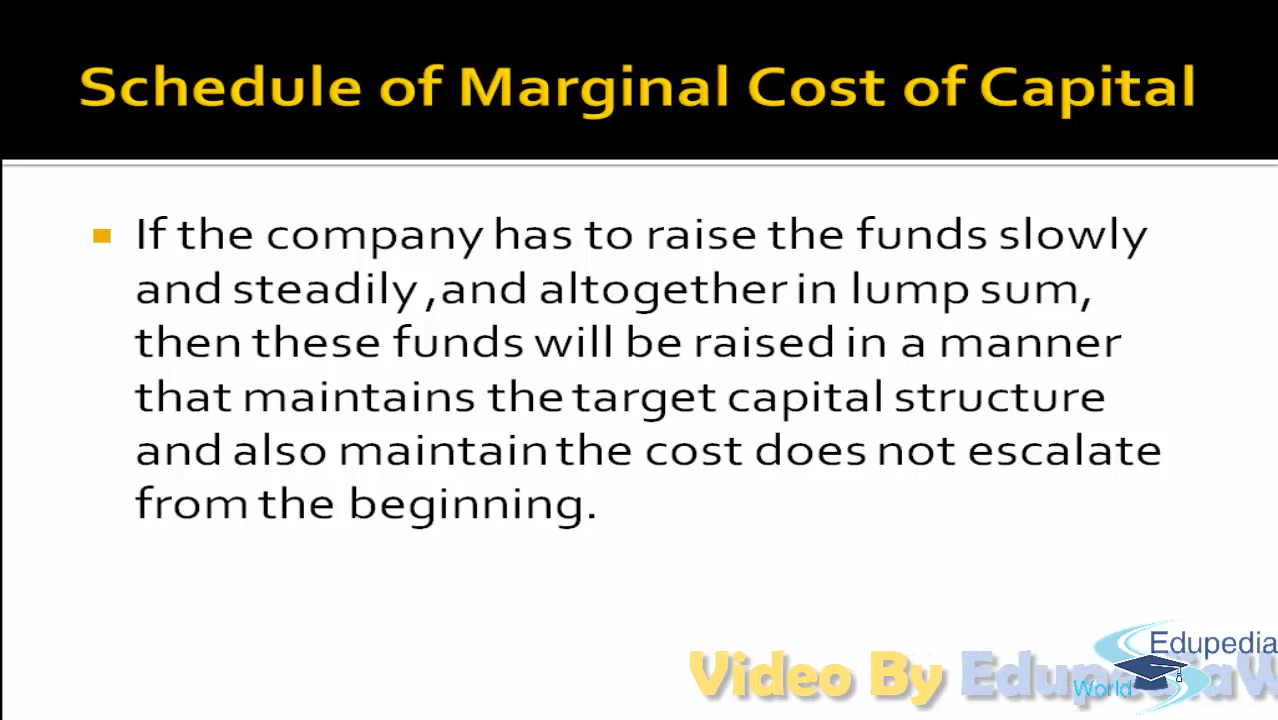 Schedule of Marginal Cost of Capital
If the company has to raise the funds slowly
and steadily ,and altogether in lump sum,
then these funds will be raised in a manner
that maintains the target capital structure
and also maintain the cost does not escalate
from the beginning.
Edupedia
World
Video By EdupediaW